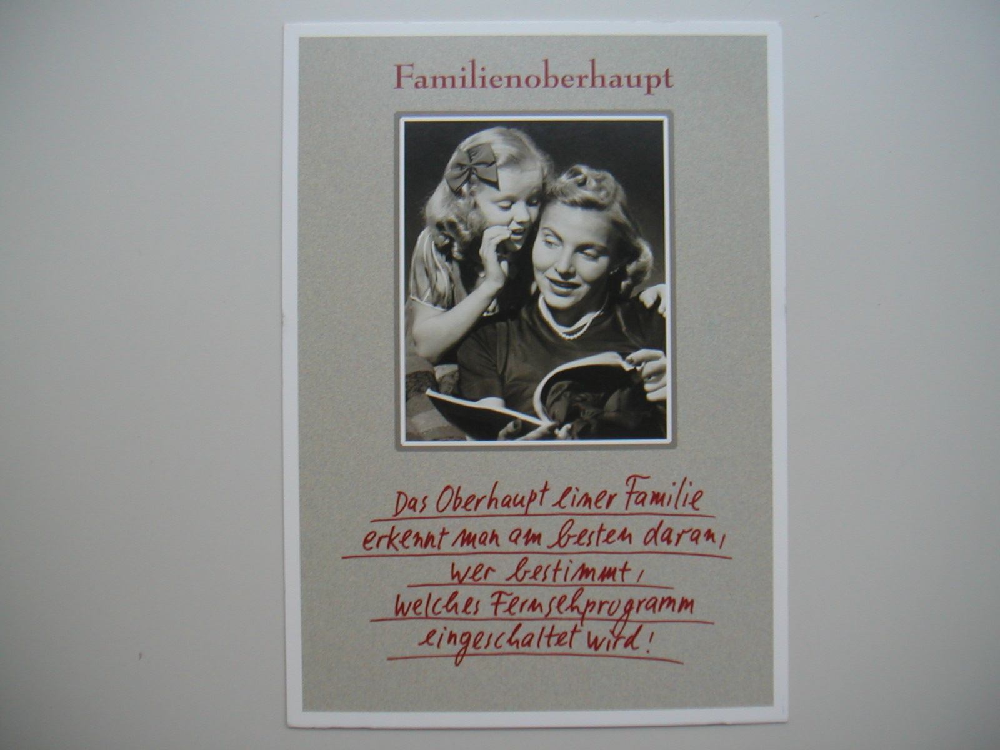 Familienoberhaupt
Das Oberhaupt einer Familie
erkennt man am besten daran,
wer bestimmt,
welches Fernsehprogramm
eingeschaltet wird!